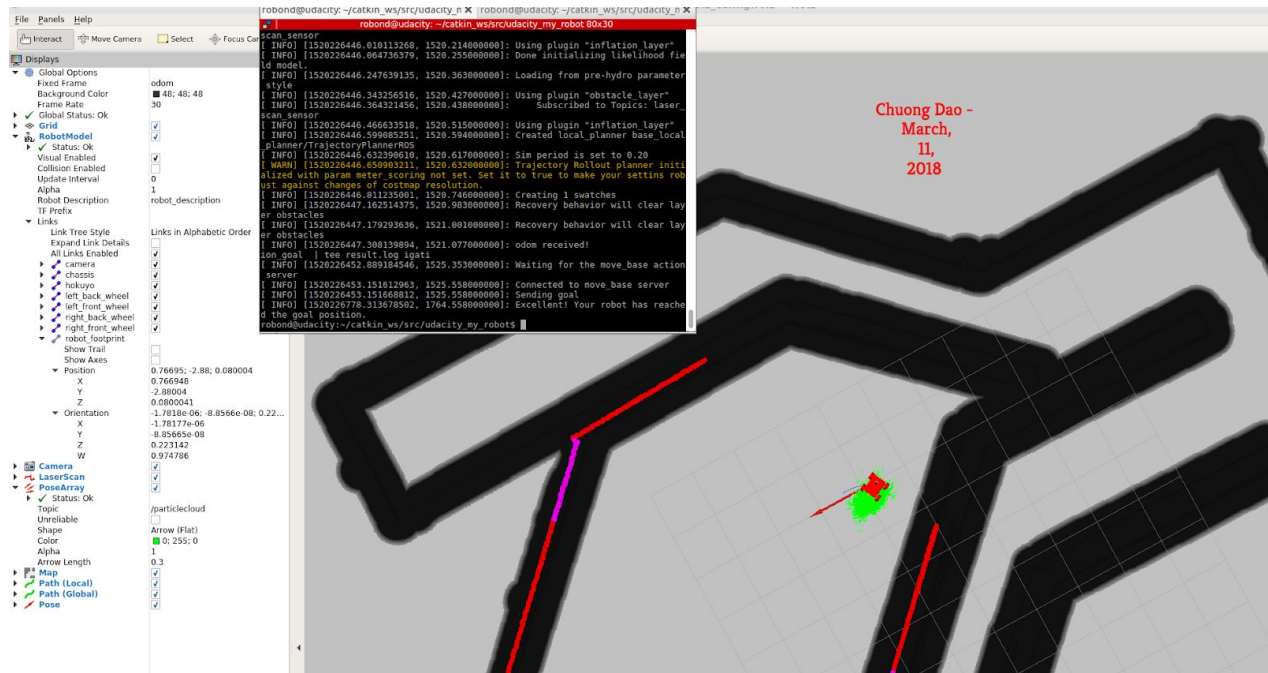 robond@udacity: ~/catkin_ws/src/udacity_n × robond@udacity: ~/catkin_ws/src/udacity_n ×
File Panels Help
robond@udacity: ~/catkin_ws/src/udacity_my_robot 80x30
Interact Move Camera Select Focus Car
Displays
Global Options
Fixed Frame odom
Background Color 48; 48; 48
Frame Rate 30
Global Status: Ok
Grid
RobotModel
Status: Ok
Visual Enabled
Collision Enabled
Update Interval 0
Alpha 1
Robot Description robot_description
TF Prefix
Links
Link Tree Style Links in Alphabetic Order
Expand Link Details
All Links Enabled
camera
chassis
hokuyo
left_back_wheel
left_front_wheel
right_back_wheel
right_front_wheel
robot_footprint
Show Trail
Show Axes
Position 0.76695; -2.88; 0.080004
X 0.766948
Y -2.88004
Z 0.0800041
Orientation -1.7818e-06; -8.8566e-08; 0.22...
X -1.78177e-06
Y -8.85665e-08
Z 0.223142
W 0.974786
Camera
LaserScan
PoseArray
Status: Ok
Topic /particlecloud
Unreliable
Shape Arrow (Flat)
Color 0; 255; 0
Alpha 1
Arrow Length 0.3
Map
Path (Local)
Path (Global)
Pose
scan_sensor
[ INFO] [1520226446.010113268, 1520.214000000]: Using plugin "inflation_layer"
[ INFO] [1520226446.064736379, 1520.255000000]: Done initializing likelihood fie
ld model.
[ INFO] [1520226446.247639135, 1520.363000000]: Loading from pre-hydro parameter
style
[ INFO] [1520226446.343256516, 1520.427000000]: Using plugin "obstacle_layer"
[ INFO] [1520226446.364321456, 1520.438000000]: Subscribed to Topics: laser_
scan_sensor
[ INFO] [1520226446.466633518, 1520.515000000]: Using plugin "inflation_layer"
[ INFO] [1520226446.599085251, 1520.594000000]: Created local_planner base_local
_planner/TrajectoryPlannerROS
[ INFO] [1520226446.632390610, 1520.617000000]: Sim period is set to 0.20
[ WARN] [1520226446.650903211, 1520.632000000]: Trajectory Rollout planner initi
alized with param meter_scoring not set. Set it to true to make your settins rob
ust against changes of costmap resolution.
[ INFO] [1520226446.811235001, 1520.746000000]: Creating 1 swatches
[ INFO] [1520226447.162514375, 1520.983000000]: Recovery behavior will clear lay
er obstacles
[ INFO] [1520226447.179293636, 1521.001000000]: Recovery behavior will clear lay
er obstacles
[ INFO] [1520226447.308139894, 1521.077000000]: odom received!
ion_goal | tee result.log igati
[ INFO] [1520226452.889184546, 1525.353000000]: Waiting for the move_base action
server
[ INFO] [1520226453.151612963, 1525.558000000]: Connected to move_base server
[ INFO] [1520226453.151668812, 1525.558000000]: Sending goal
[ INFO] [1520226778.313678502, 1764.558000000]: Excellent! Your robot has reache
d the goal position.
robond@udacity:~/catkin_ws/src/udacity_my_robot$
Chuong Dao -
March,
11,
2018